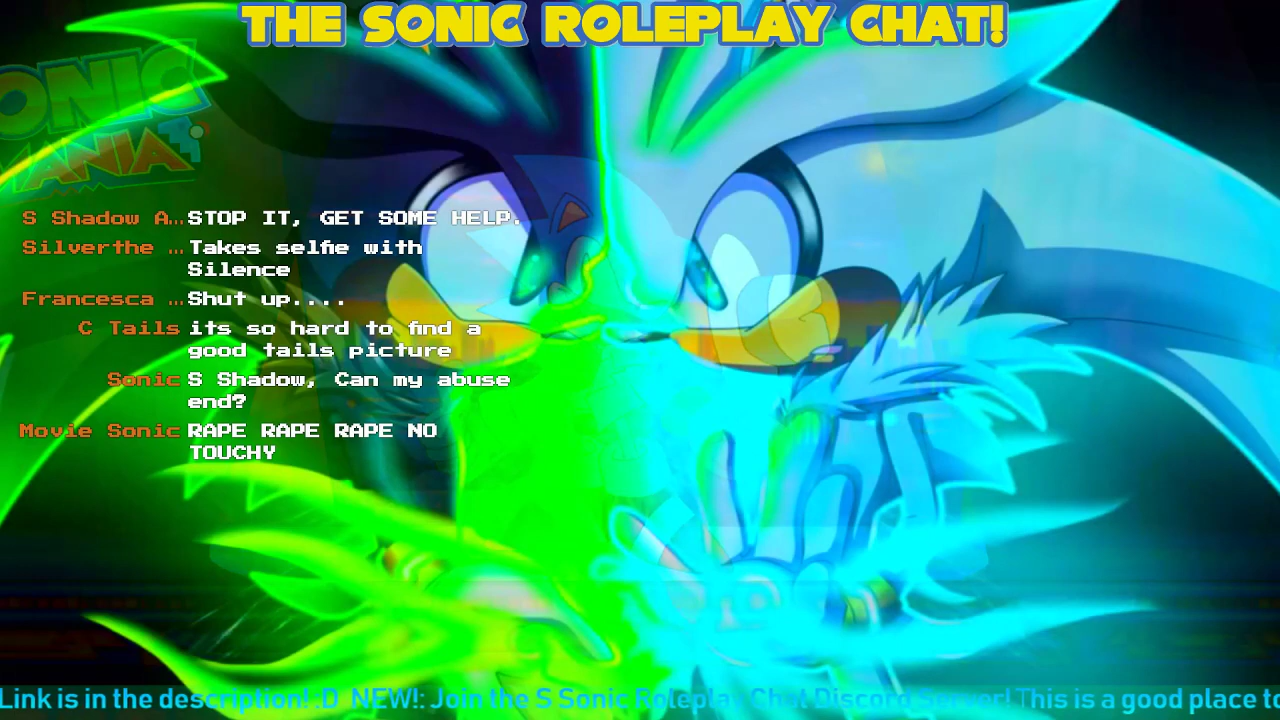 THE SONIC ROLEPLAY CHAT!
SONIC
MANIA
S Shadow A... STOP IT, GET SOME HELP.
Silverthe ... Takes selfie with
Silence
Francesca ... Shut up....
C Tails its so hard to find a
good tails picture
Sonic S Shadow, Can my abuse
end?
Movie Sonic RAPE RAPE RAPE NO
TOUCHY
Link is in the description! :D NEW!: Join the S Sonic Roleplay Chat Discord Server! This is a good place to